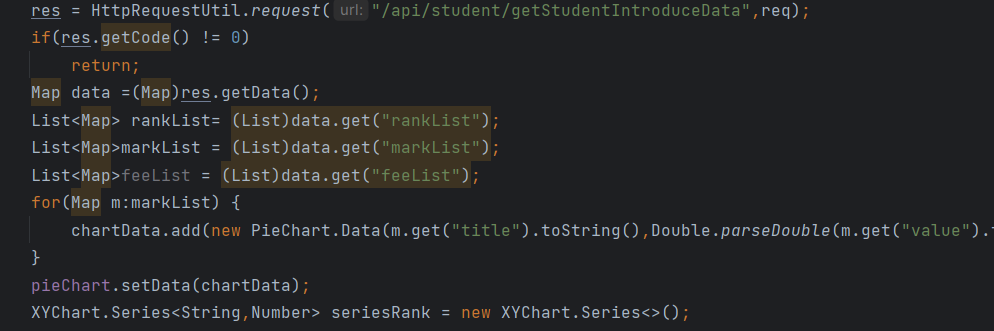 res = HttpRequestUtil.request( url: "/api/student/getStudentIntroduceData",req);
if(res.getCode() != 0)
return;
Map data =(Map)res.getData();
List<Map> rankList= (List)data.get("rankList");
List<Map>markList = (List)data.get("markList");
List<Map>feeList = (List)data.get("feeList");
for(Map m:markList) {
chartData.add(new PieChart.Data(m.get("title").toString(),Double.parseDouble(m.get("value").
}
pieChart.setData(chartData);
XYChart.Series<String,Number> seriesRank = new XYChart.Series<>();